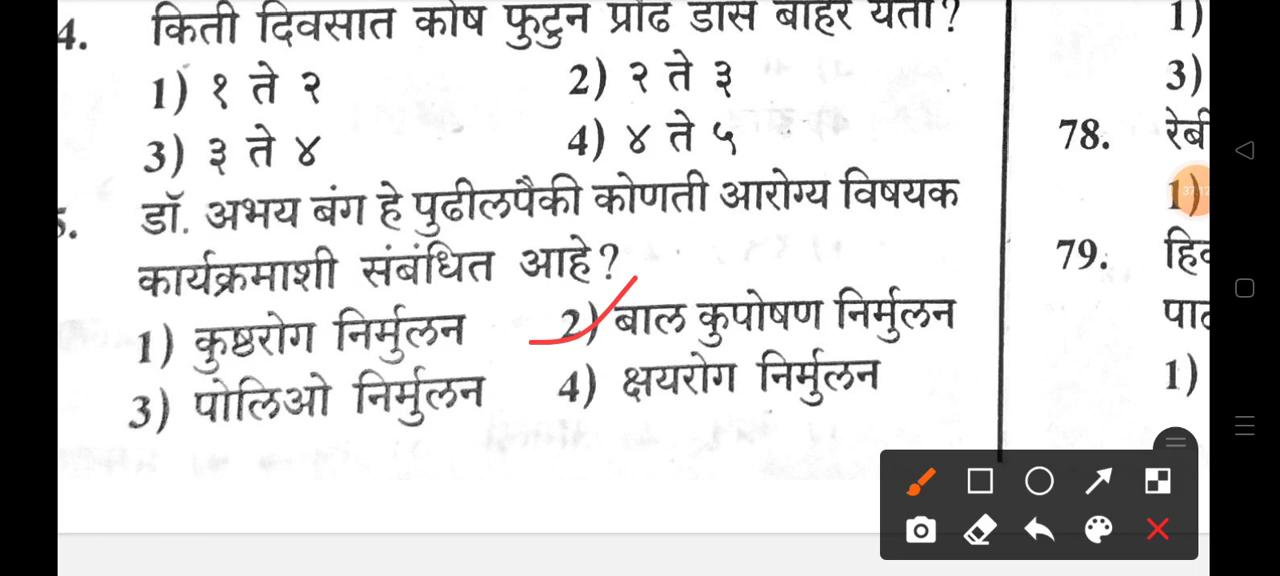 4. किती दिवसात कोष फुटुन प्रौढ डास बाहेर येतो?
1) १ ते २ 2) २ ते ३
3) ३ ते ४ 4) ४ ते ५
5. डॉ. अभय बंग हे पुढीलपैकी कोणती आरोग्य विषयक
कार्यक्रमाशी संबंधित आहे?
1) कुष्ठरोग निर्मुलन 2) बाल कुपोषण निर्मुलन
3) पोलिओ निर्मुलन 4) क्षयरोग निर्मुलन
1)
3)
78.
1)
79.
1)